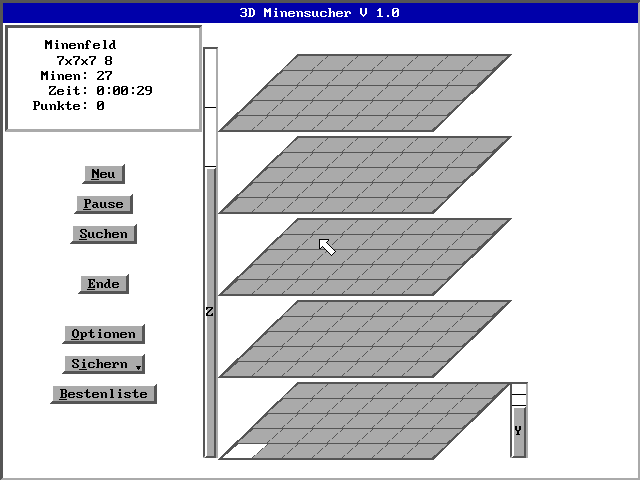 3D Minensucher V 1.0
Minenfeld
7x7x7 8
Minen: 27
Zeit: 0:00:29
Punkte: 0
Neu
Pause
Suchen
Ende
Optionen
Sichern
Bestenliste
Z
Y